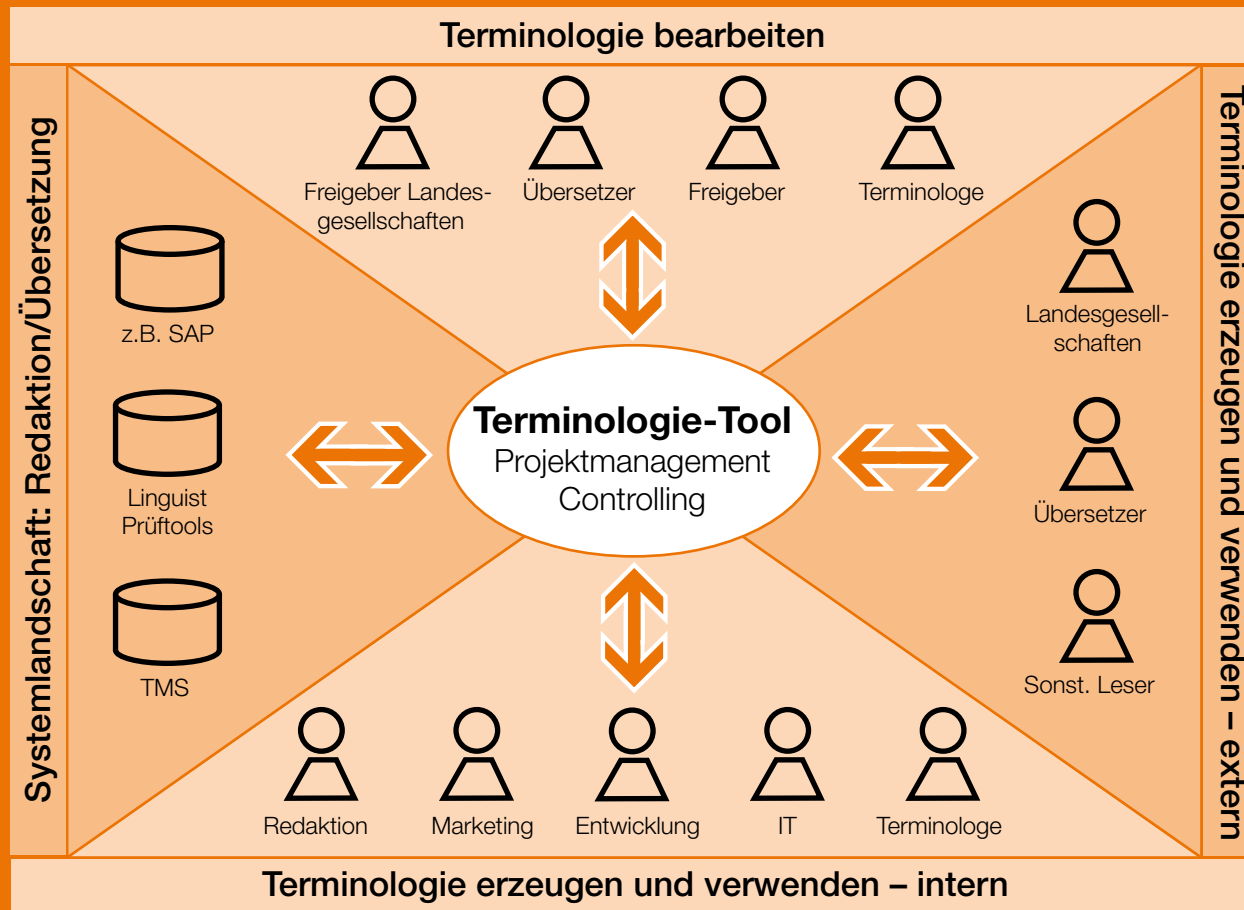 Terminologie bearbeiten
Systemlandschaft: Redaktion/Übersetzung
Freigeber Landes-
gesellschaften
Übersetzer
Freigeber
Terminologe
z.B. SAP
Linguist
Prüftools
TMS
Terminologie-Tool
Projektmanagement
Controlling
Landesgesell-
schaften
Übersetzer
Sonst. Leser
Terminologie erzeugen und verwenden – extern
Redaktion
Marketing
Entwicklung
IT
Terminologe
Terminologie erzeugen und verwenden – intern